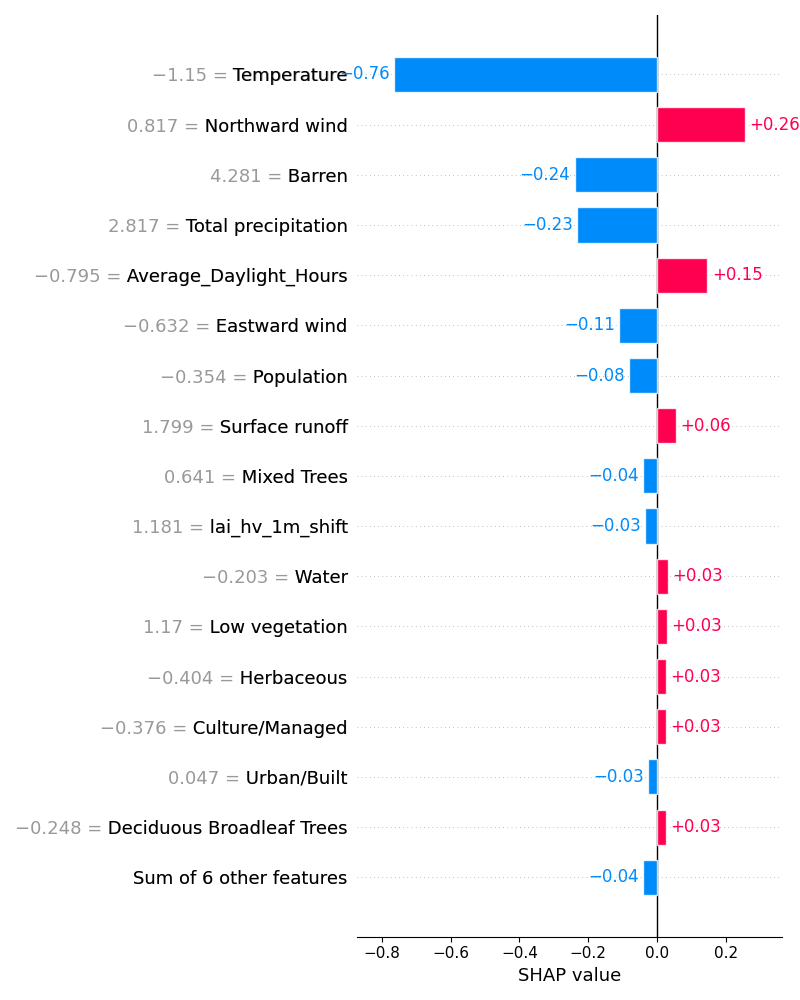 −1.15 = Temperature −0.76
0.817 = Northward wind +0.26
4.281 = Barren −0.24
2.817 = Total precipitation −0.23
−0.795 = Average_Daylight_Hours +0.15
−0.632 = Eastward wind −0.11
−0.354 = Population −0.08
1.799 = Surface runoff +0.06
0.641 = Mixed Trees −0.04
1.181 = lai_hv_1m_shift −0.03
−0.203 = Water +0.03
1.17 = Low vegetation +0.03
−0.404 = Herbaceous +0.03
−0.376 = Culture/Managed +0.03
0.047 = Urban/Built −0.03
−0.248 = Deciduous Broadleaf Trees +0.03
Sum of 6 other features −0.04
−0.8 −0.6 −0.4 −0.2 0.0 0.2
SHAP value